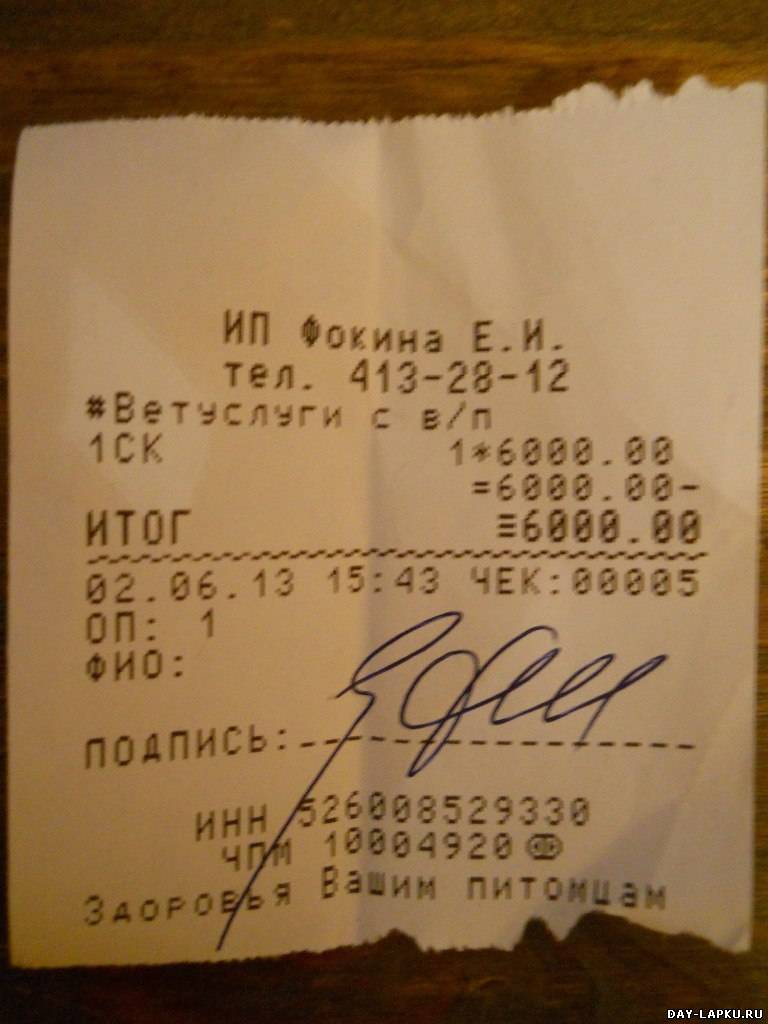 ИП Фокина Е.И.
тел. 413-28-12
#Ветуслуги с в/п
1СК 1*6000.00
=6000.00-
ИТОГ ≡6000.00
02.06.13 15:43 ЧЕК:00005
ОП: 1
ФИО:
ПОДПИСЬ:
ИНН 526008529330
ЧПМ 10004920
Здоровья Вашим питомцам
DAY-LAPKU.RU